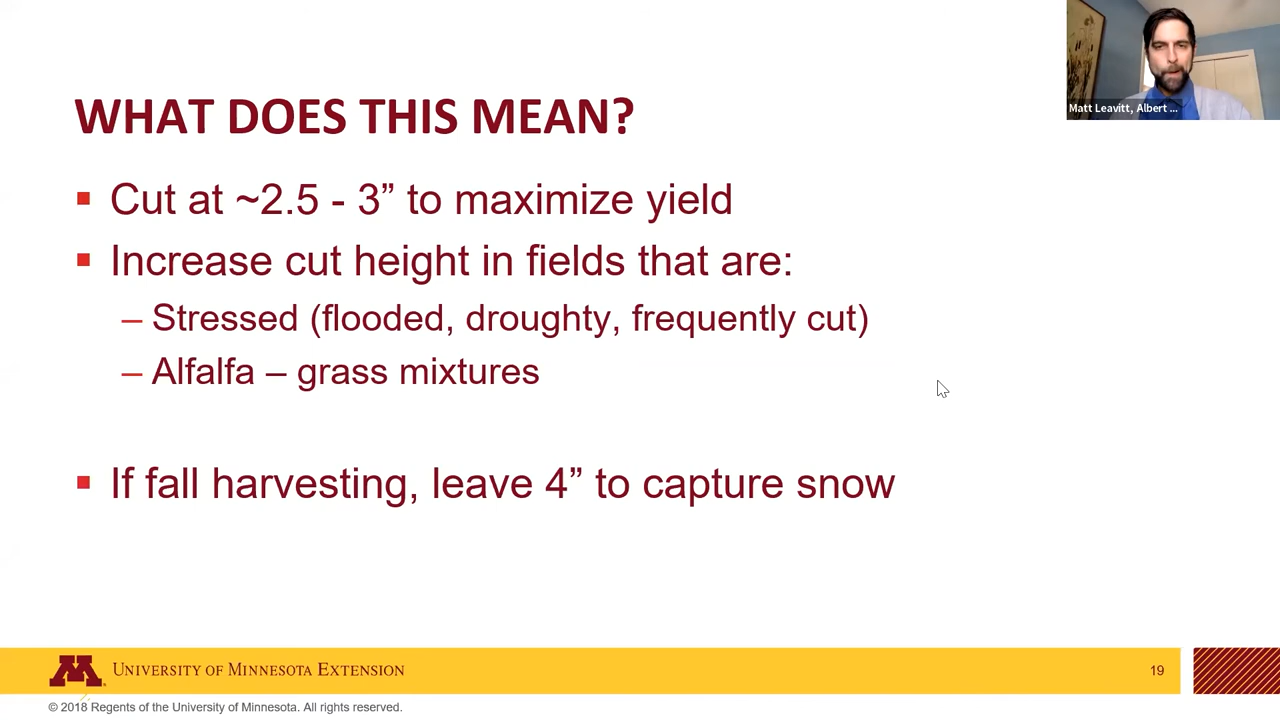 Matt Leavitt, Albert ...
WHAT DOES THIS MEAN?
▪ Cut at ~2.5 - 3” to maximize yield
▪ Increase cut height in fields that are:
– Stressed (flooded, droughty, frequently cut)
– Alfalfa – grass mixtures
▪ If fall harvesting, leave 4” to capture snow
M UNIVERSITY OF MINNESOTA EXTENSION
19
© 2018 Regents of the University of Minnesota. All rights reserved.